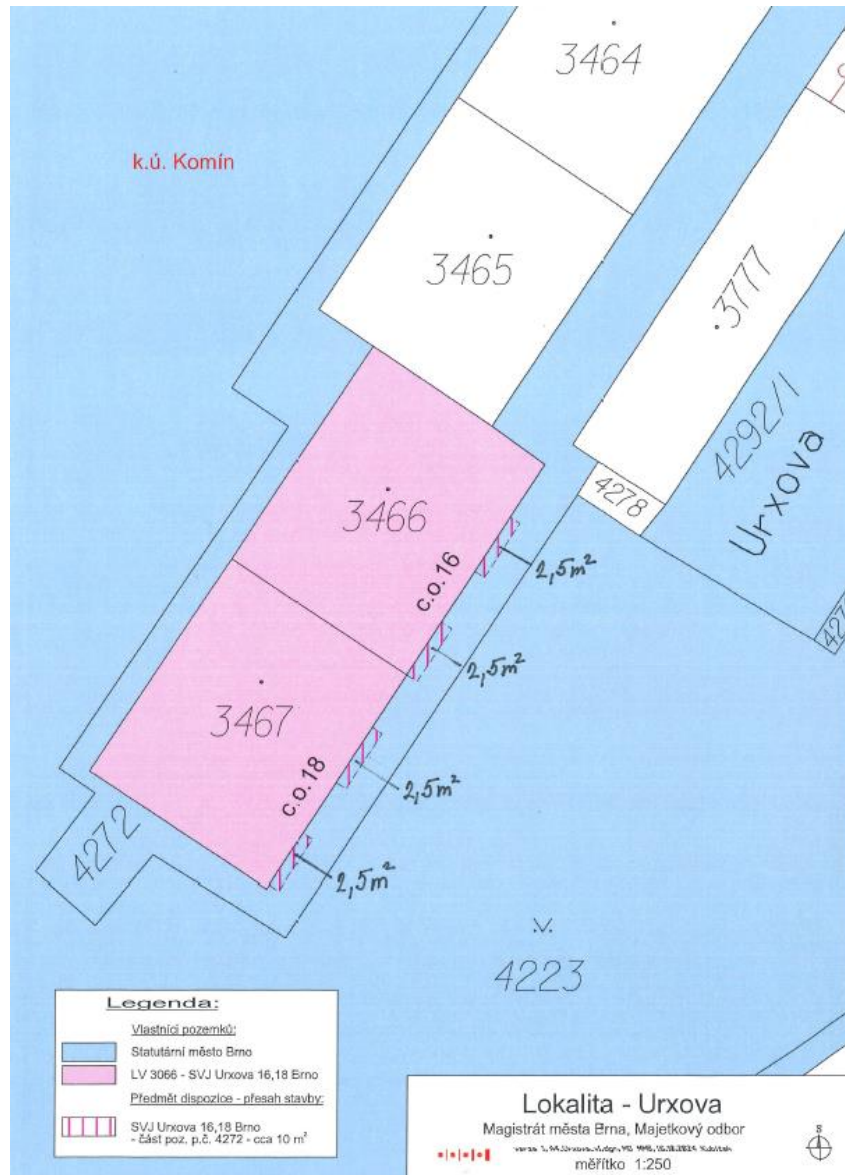 3464
k.ú. Komín
3465
3777
4292/1
Urxova
4278
3466
č.o.16
2,5m²
2,5m²
3467
č.o.18
2,5m²
2,5m²
4272
4223
Legenda:
Vlastníci pozemků:
Statutární město Brno
LV 3066 - SVJ Urxova 16,18 Brno
Předmět dispozice - přesah stavby:
SVJ Urxova 16,18 Brno
- část poz. p.č. 4272 - cca 10 m²
Lokalita - Urxova
Magistrát města Brna, Majetkový odbor
měřítko 1:250
S